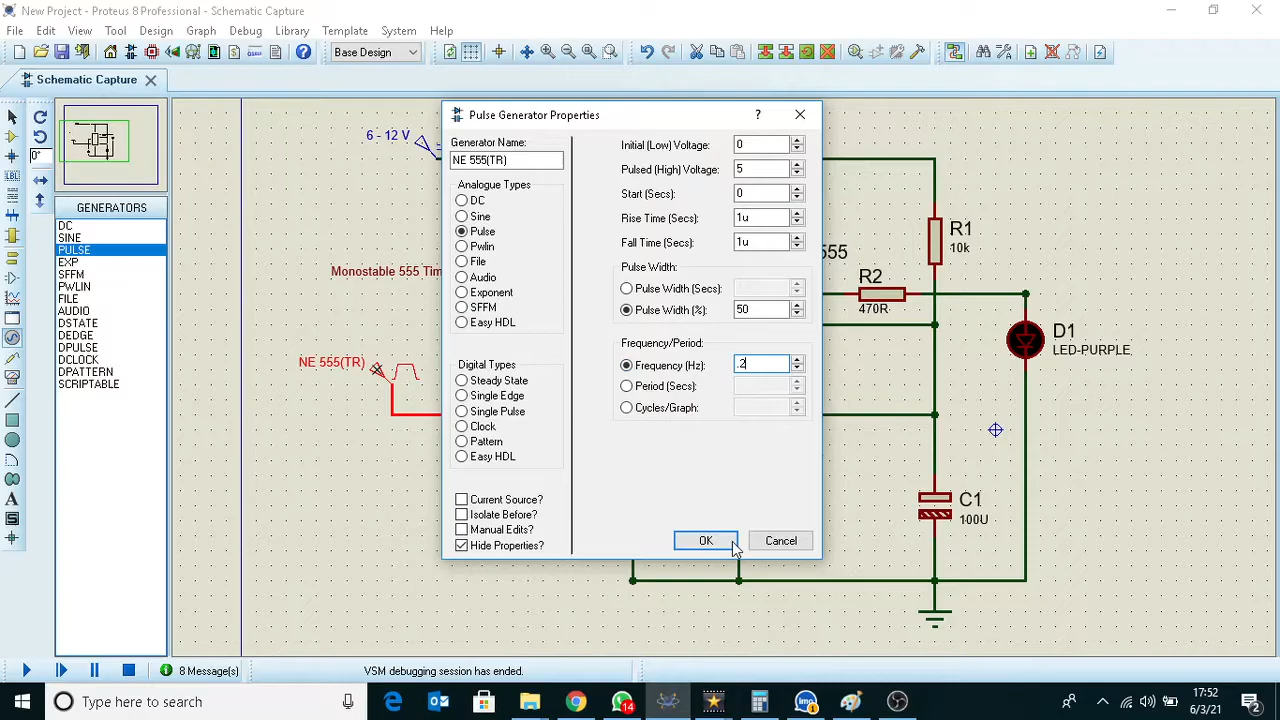 New Project - Proteus 8 Professional - Schematic Capture
File Edit View Tool Design Graph Debug Library Template System Help
Base Design
Schematic Capture
0°
LBL
GENERATORS
DC
SINE
PULSE
EXP
SFFM
PWLIN
FILE
AUDIO
DSTATE
DEDGE
DPULSE
DCLOCK
DPATTERN
SCRIPTABLE
A
6 - 12 V
Monostable 555 Tim
NE 555(TR)
Pulse Generator Properties
?
Generator Name:
NE 555(TR)
Analogue Types
DC
Sine
Pulse
Pwlin
File
Audio
Exponent
SFFM
Easy HDL
Digital Types
Steady State
Single Edge
Single Pulse
Clock
Pattern
Easy HDL
Current Source?
Isolate Before?
Manual Edits?
Hide Properties?
Initial (Low) Voltage: 0
Pulsed (High) Voltage: 5
Start (Secs): 0
Rise Time (Secs): 1u
Fall Time (Secs): 1u
Pulse Width:
Pulse Width (Secs):
Pulse Width (%): 50
Frequency/Period:
Frequency (Hz): .2
Period (Secs):
Cycles/Graph:
OK Cancel
555
R1
10k
R2
470R
D1
LED-PURPLE
C1
100U
8 Message(s)
VSM debugging session has ended.
Type here to search
14
1
17:52
6/3/21
2